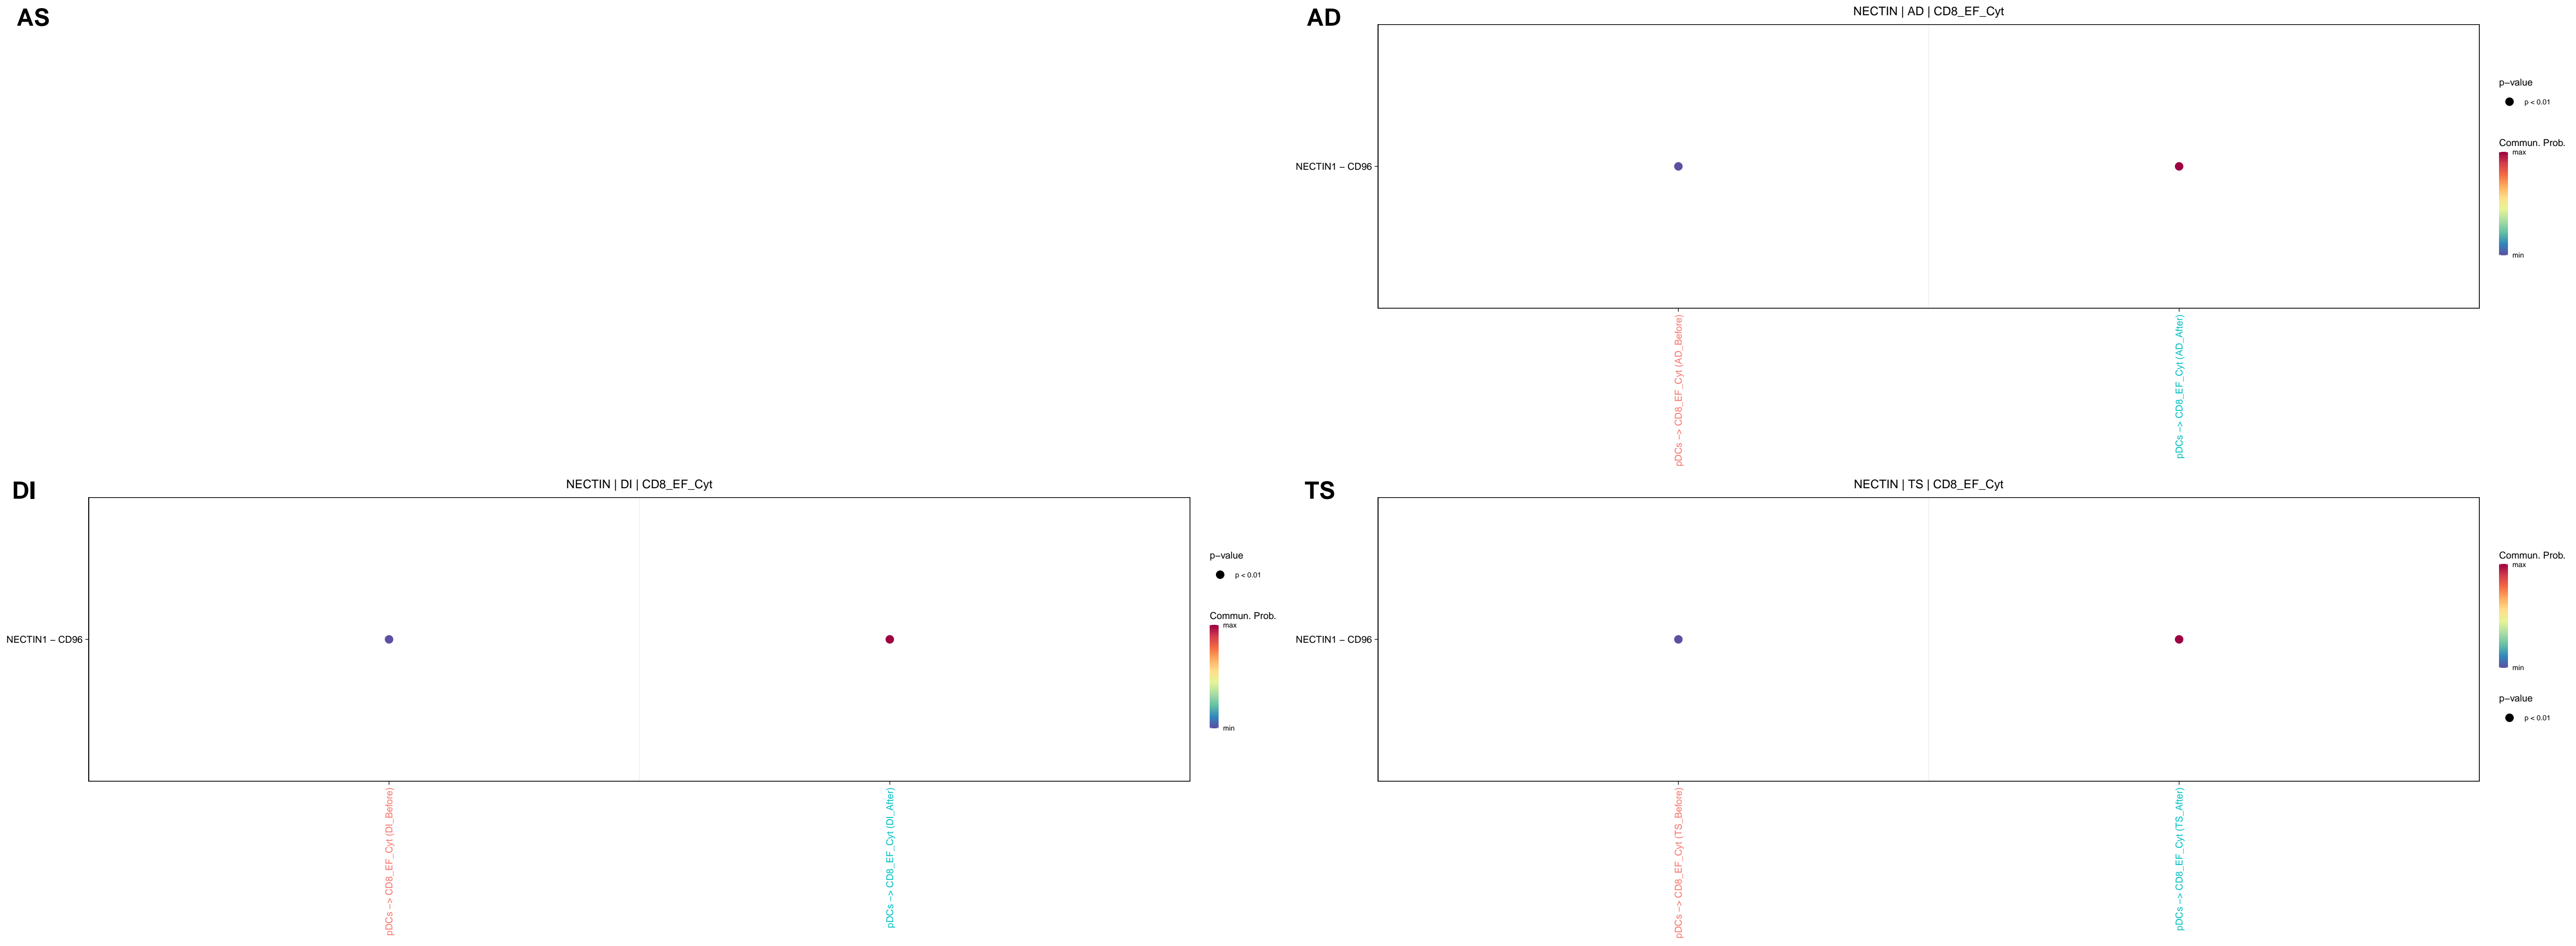 AS
AD
NECTIN | AD | CD8_EF_Cyt
NECTIN1 − CD96
pDCs −> CD8_EF_Cyt (AD_Before)
pDCs −> CD8_EF_Cyt (AD_After)
p−value
p < 0.01
Commun. Prob.
max
min
DI
NECTIN | DI | CD8_EF_Cyt
NECTIN1 − CD96
pDCs −> CD8_EF_Cyt (DI_Before)
pDCs −> CD8_EF_Cyt (DI_After)
p−value
p < 0.01
Commun. Prob.
max
min
TS
NECTIN | TS | CD8_EF_Cyt
NECTIN1 − CD96
pDCs −> CD8_EF_Cyt (TS_Before)
pDCs −> CD8_EF_Cyt (TS_After)
Commun. Prob.
max
min
p−value
p < 0.01